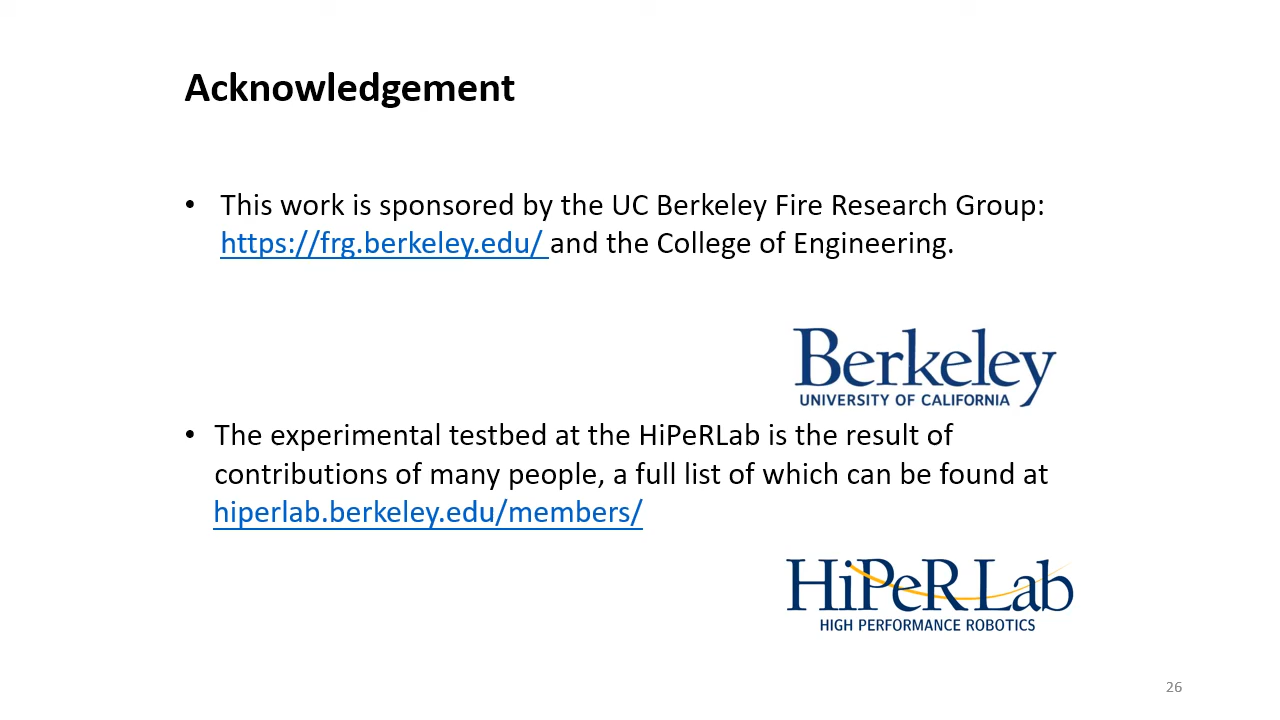 Acknowledgement
• This work is sponsored by the UC Berkeley Fire Research Group:
https://frg.berkeley.edu/ and the College of Engineering.
Berkeley
UNIVERSITY OF CALIFORNIA
• The experimental testbed at the HiPeRLab is the result of
contributions of many people, a full list of which can be found at
hiperlab.berkeley.edu/members/
HiPeRLab
HIGH PERFORMANCE ROBOTICS
26